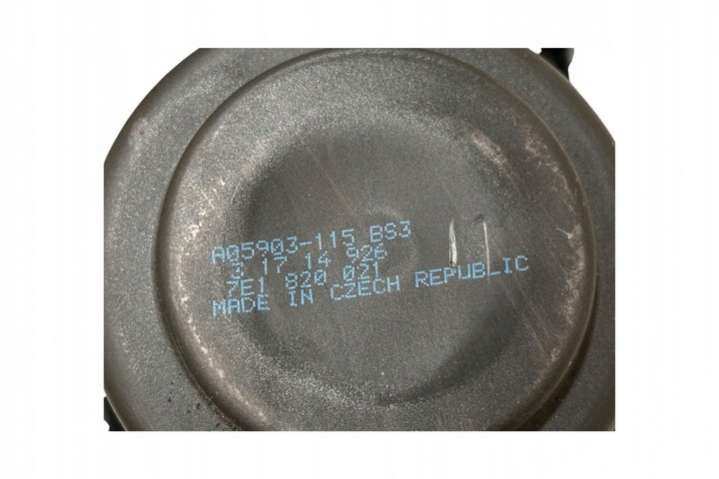 A05903-115 BS3
3 17 14 926
7E1 820 021
MADE IN CZECH REPUBLIC